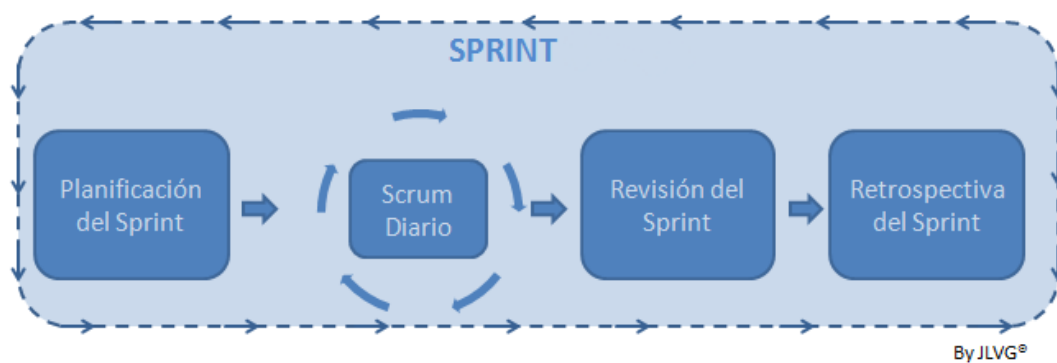 SPRINT
Planificación
del Sprint
Scrum
Diario
Revisión del
Sprint
Retrospectiva
del Sprint
By JLVG®